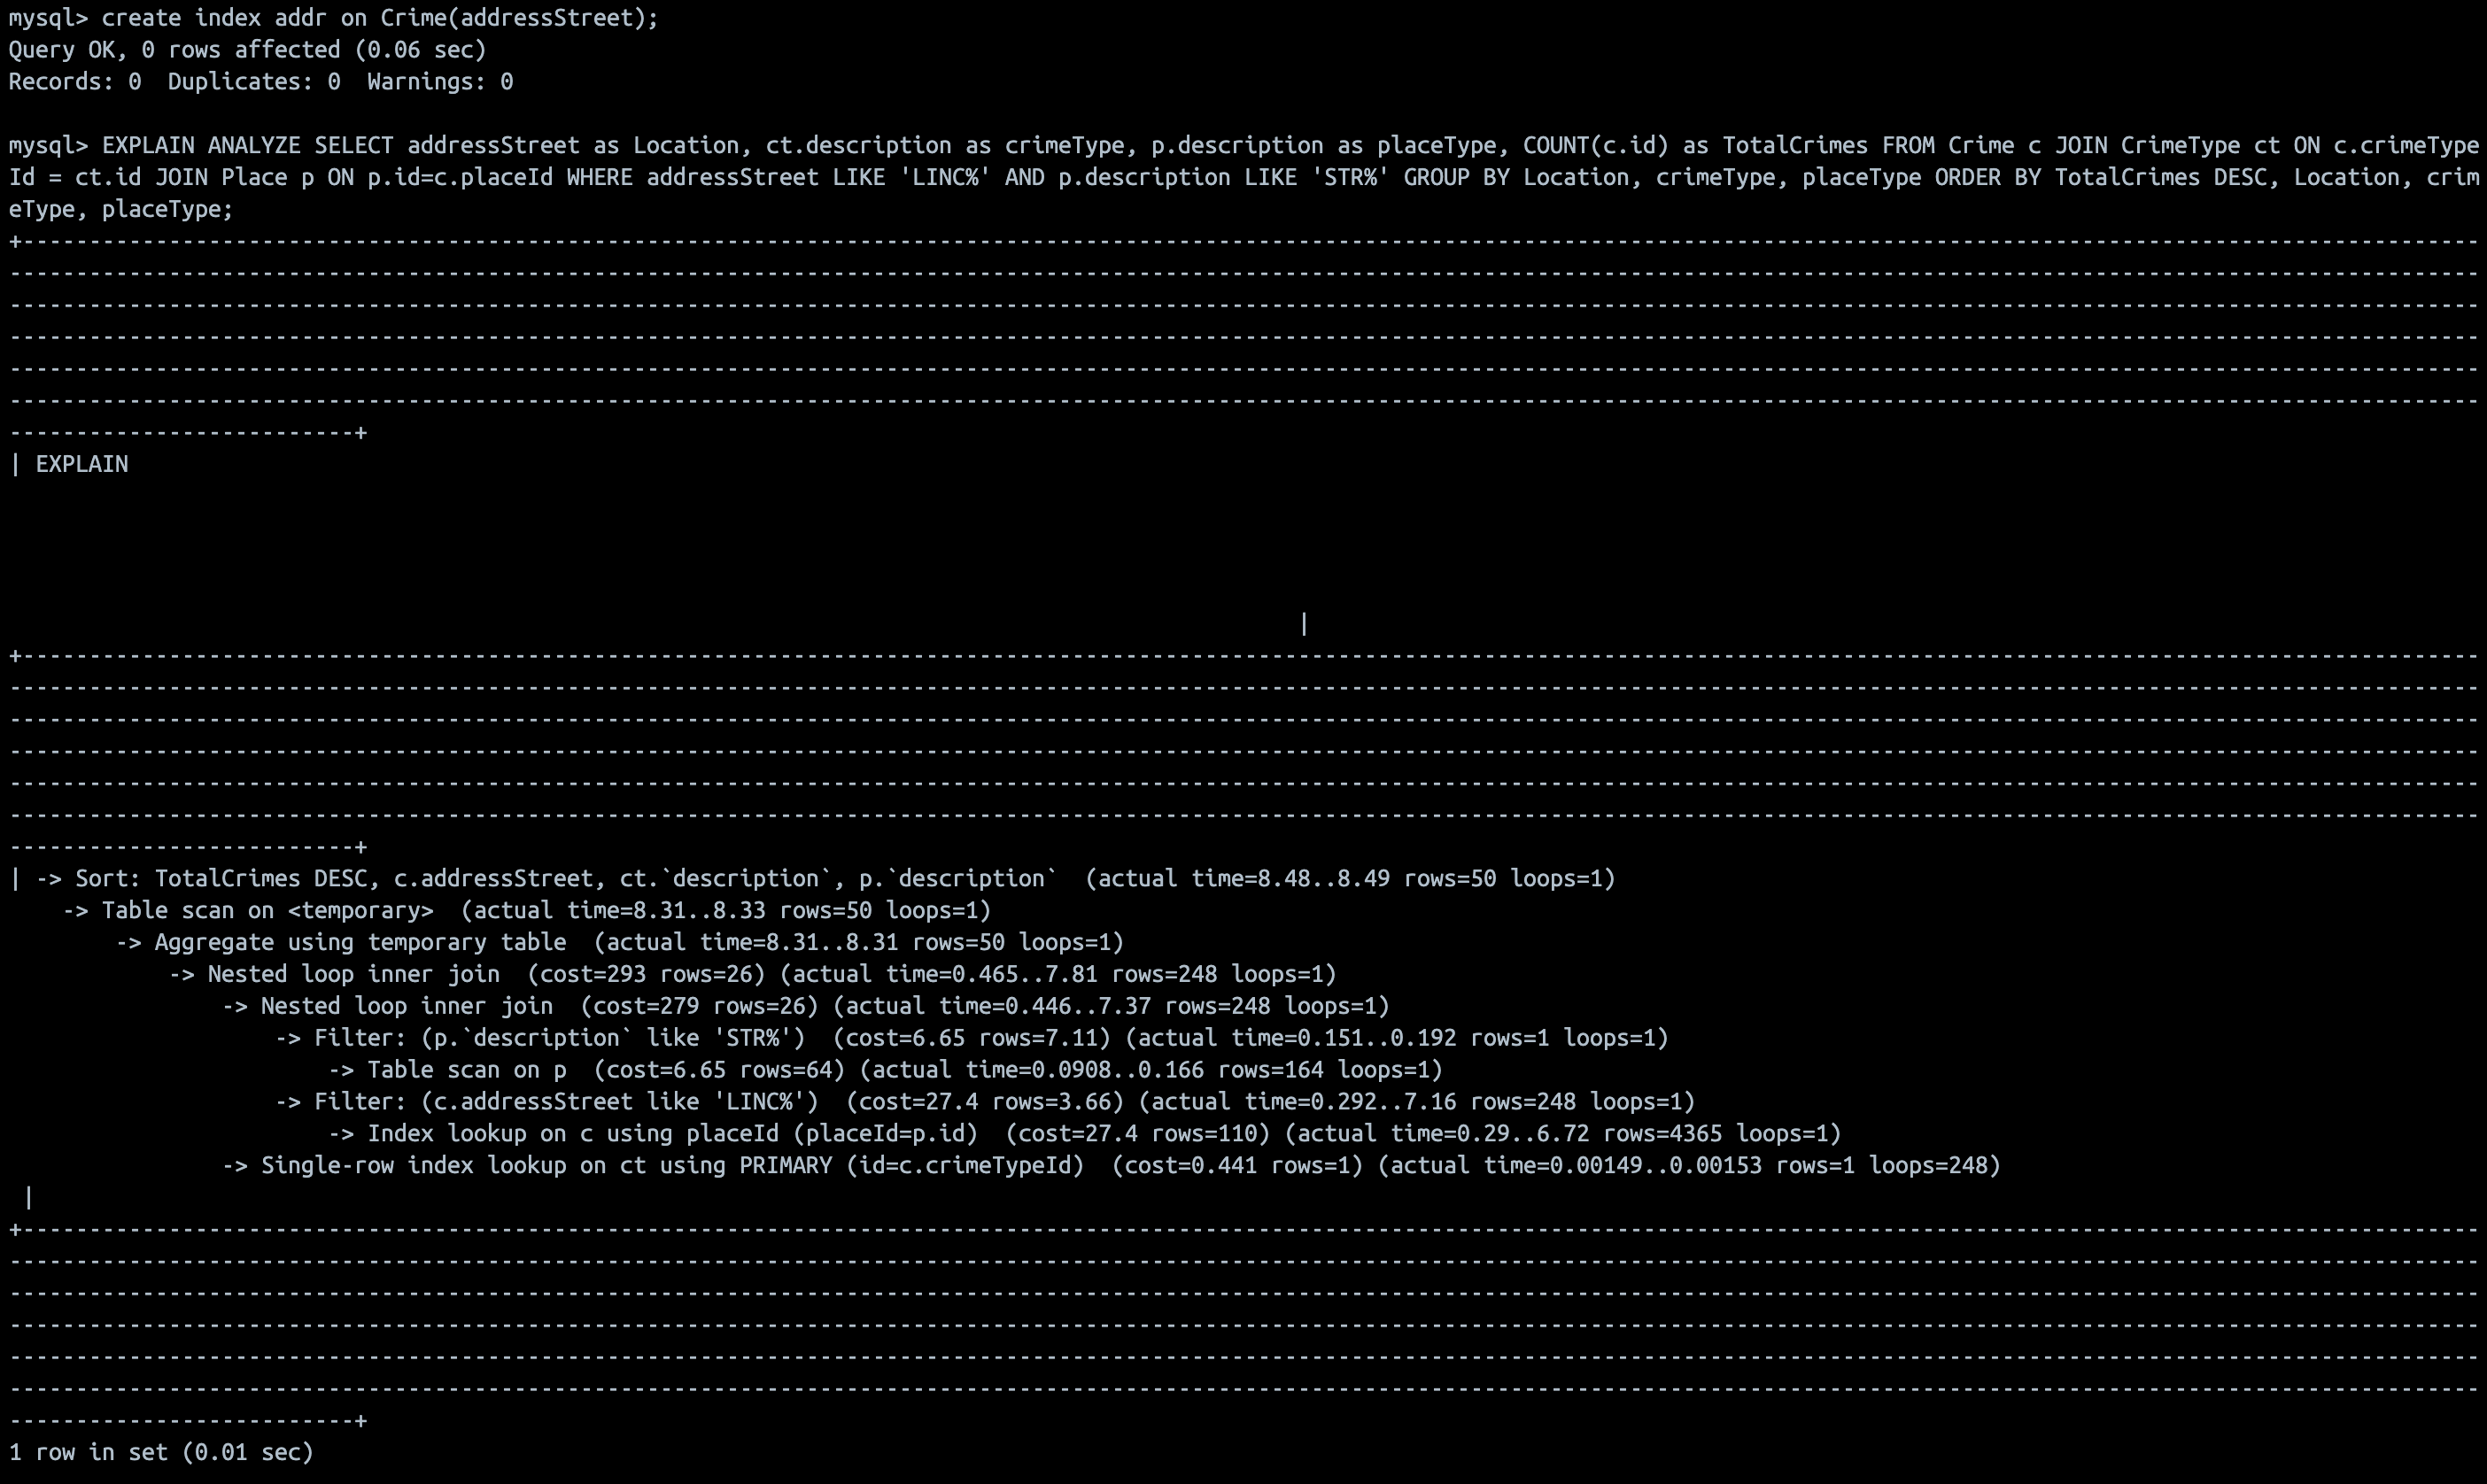 mysql> create index addr on Crime(addressStreet);
Query OK, 0 rows affected (0.06 sec)
Records: 0  Duplicates: 0  Warnings: 0
mysql> EXPLAIN ANALYZE SELECT addressStreet as Location, ct.description as crimeType, p.description as placeType, COUNT(c.id) as TotalCrimes FROM Crime c JOIN CrimeType ct ON c.crimeType
Id = ct.id JOIN Place p ON p.id=c.placeId WHERE addressStreet LIKE 'LINC%' AND p.description LIKE 'STR%' GROUP BY Location, crimeType, placeType ORDER BY TotalCrimes DESC, Location, crim
eType, placeType;
| EXPLAIN
|
| -> Sort: TotalCrimes DESC, c.addressStreet, ct.`description`, p.`description`  (actual time=8.48..8.49 rows=50 loops=1)
    -> Table scan on <temporary>  (actual time=8.31..8.33 rows=50 loops=1)
        -> Aggregate using temporary table  (actual time=8.31..8.31 rows=50 loops=1)
            -> Nested loop inner join  (cost=293 rows=26) (actual time=0.465..7.81 rows=248 loops=1)
                -> Nested loop inner join  (cost=279 rows=26) (actual time=0.446..7.37 rows=248 loops=1)
                    -> Filter: (p.`description` like 'STR%')  (cost=6.65 rows=7.11) (actual time=0.151..0.192 rows=1 loops=1)
                        -> Table scan on p  (cost=6.65 rows=64) (actual time=0.0908..0.166 rows=164 loops=1)
                    -> Filter: (c.addressStreet like 'LINC%')  (cost=27.4 rows=3.66) (actual time=0.292..7.16 rows=248 loops=1)
                        -> Index lookup on c using placeId (placeId=p.id)  (cost=27.4 rows=110) (actual time=0.29..6.72 rows=4365 loops=1)
                -> Single-row index lookup on ct using PRIMARY (id=c.crimeTypeId)  (cost=0.441 rows=1) (actual time=0.00149..0.00153 rows=1 loops=248)
 |
1 row in set (0.01 sec)